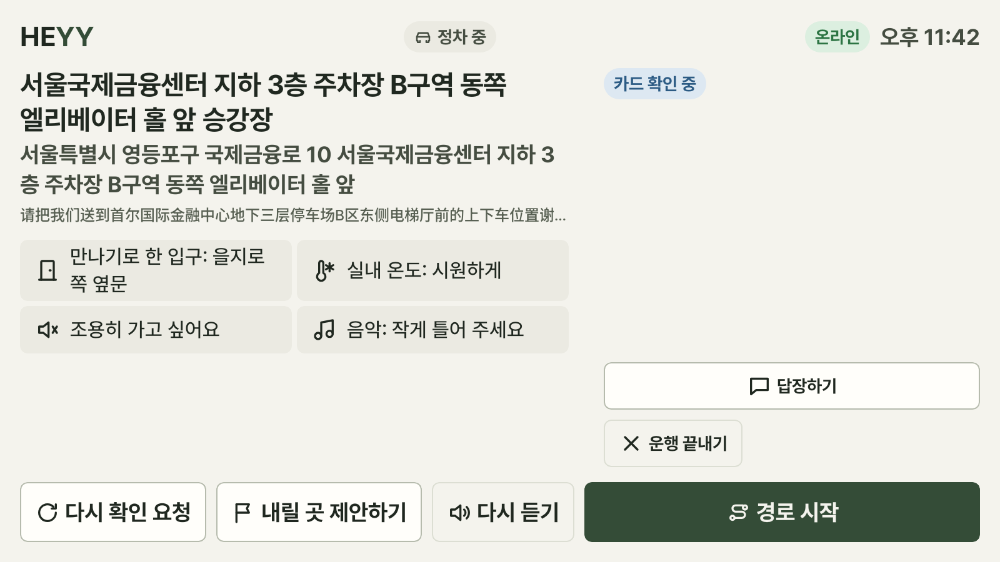 HEYY
정차 중
온라인
오후 11:42
서울국제금융센터 지하 3층 주차장 B구역 동쪽
엘리베이터 홀 앞 승강장
카드 확인 중
서울특별시 영등포구 국제금융로 10 서울국제금융센터 지하 3
층 주차장 B구역 동쪽 엘리베이터 홀 앞
请把我们送到首尔国际金融中心地下三层停车场B区东侧电梯厅前的上下车位置谢...
만나기로 한 입구: 을지로
쪽 옆문
실내 온도: 시원하게
조용히 가고 싶어요
음악: 작게 틀어 주세요
답장하기
운행 끝내기
다시 확인 요청
내릴 곳 제안하기
다시 듣기
경로 시작